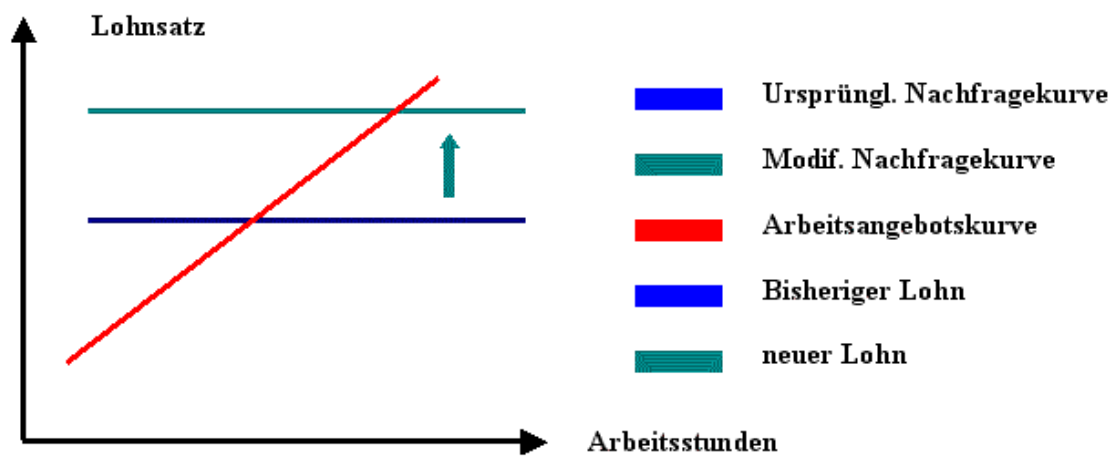 Lohnsatz
Ursprüngl. Nachfragekurve
Modif. Nachfragekurve
Arbeitsangebotskurve
Bisheriger Lohn
neuer Lohn
Arbeitsstunden